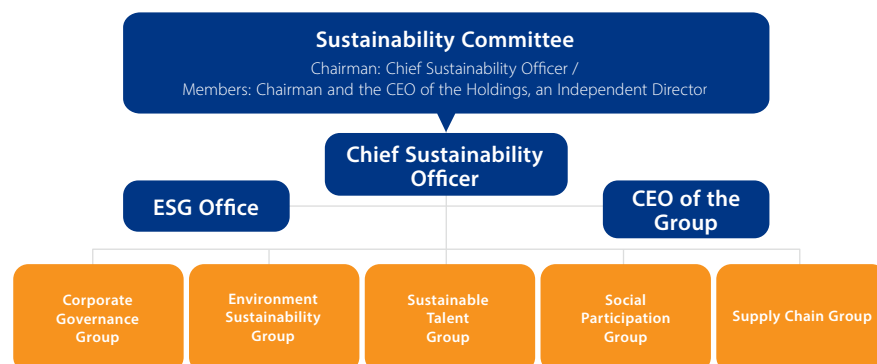 Sustainability Committee
Chairman: Chief Sustainability Officer /
Members: Chairman and the CEO of the Holdings, an Independent Director
Chief Sustainability
Officer
ESG Office
CEO of the
Group
Corporate
Governance
Group
Environment
Sustainability
Group
Sustainable
Talent
Group
Social
Participation
Group
Supply Chain Group